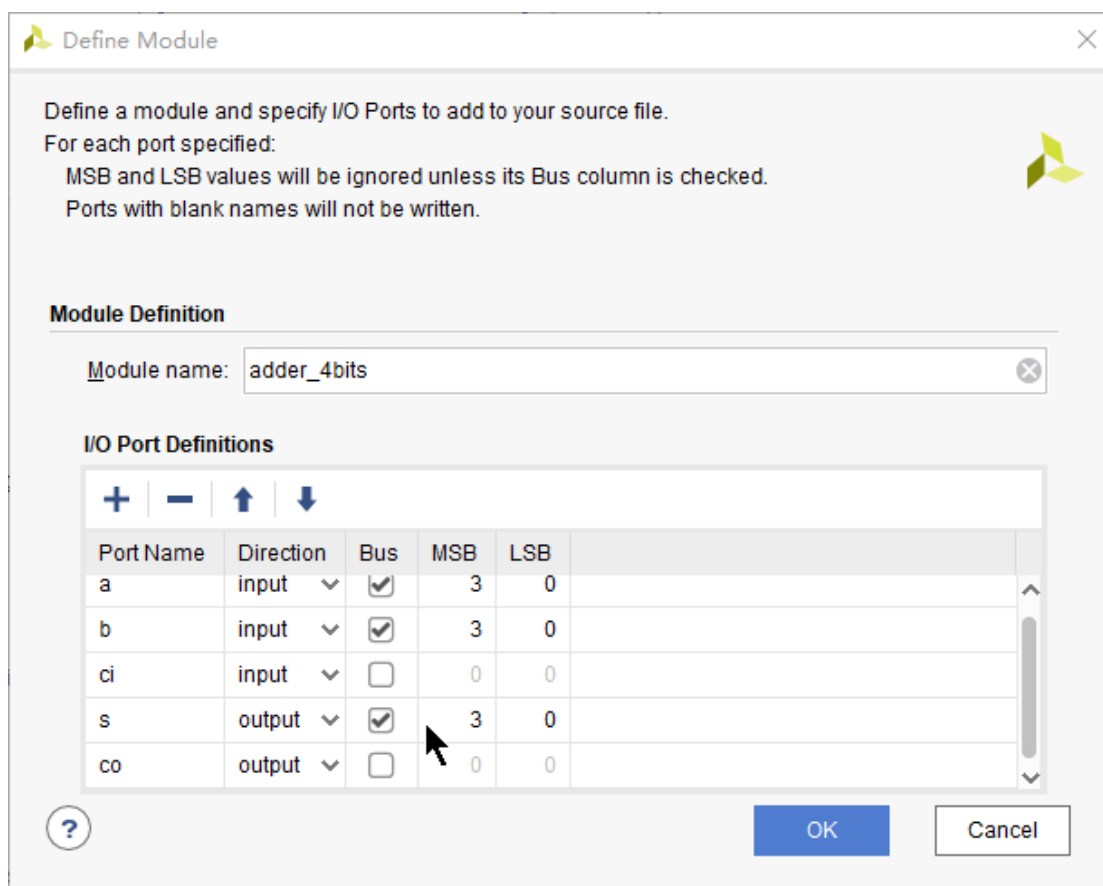 Define Module
Define a module and specify I/O Ports to add to your source file.
For each port specified:
MSB and LSB values will be ignored unless its Bus column is checked.
Ports with blank names will not be written.
Module Definition
Module name: adder_4bits
I/O Port Definitions
Port Name Direction Bus MSB LSB
a input 3 0
b input 3 0
ci input 0 0
s output 3 0
co output 0 0
? OK Cancel